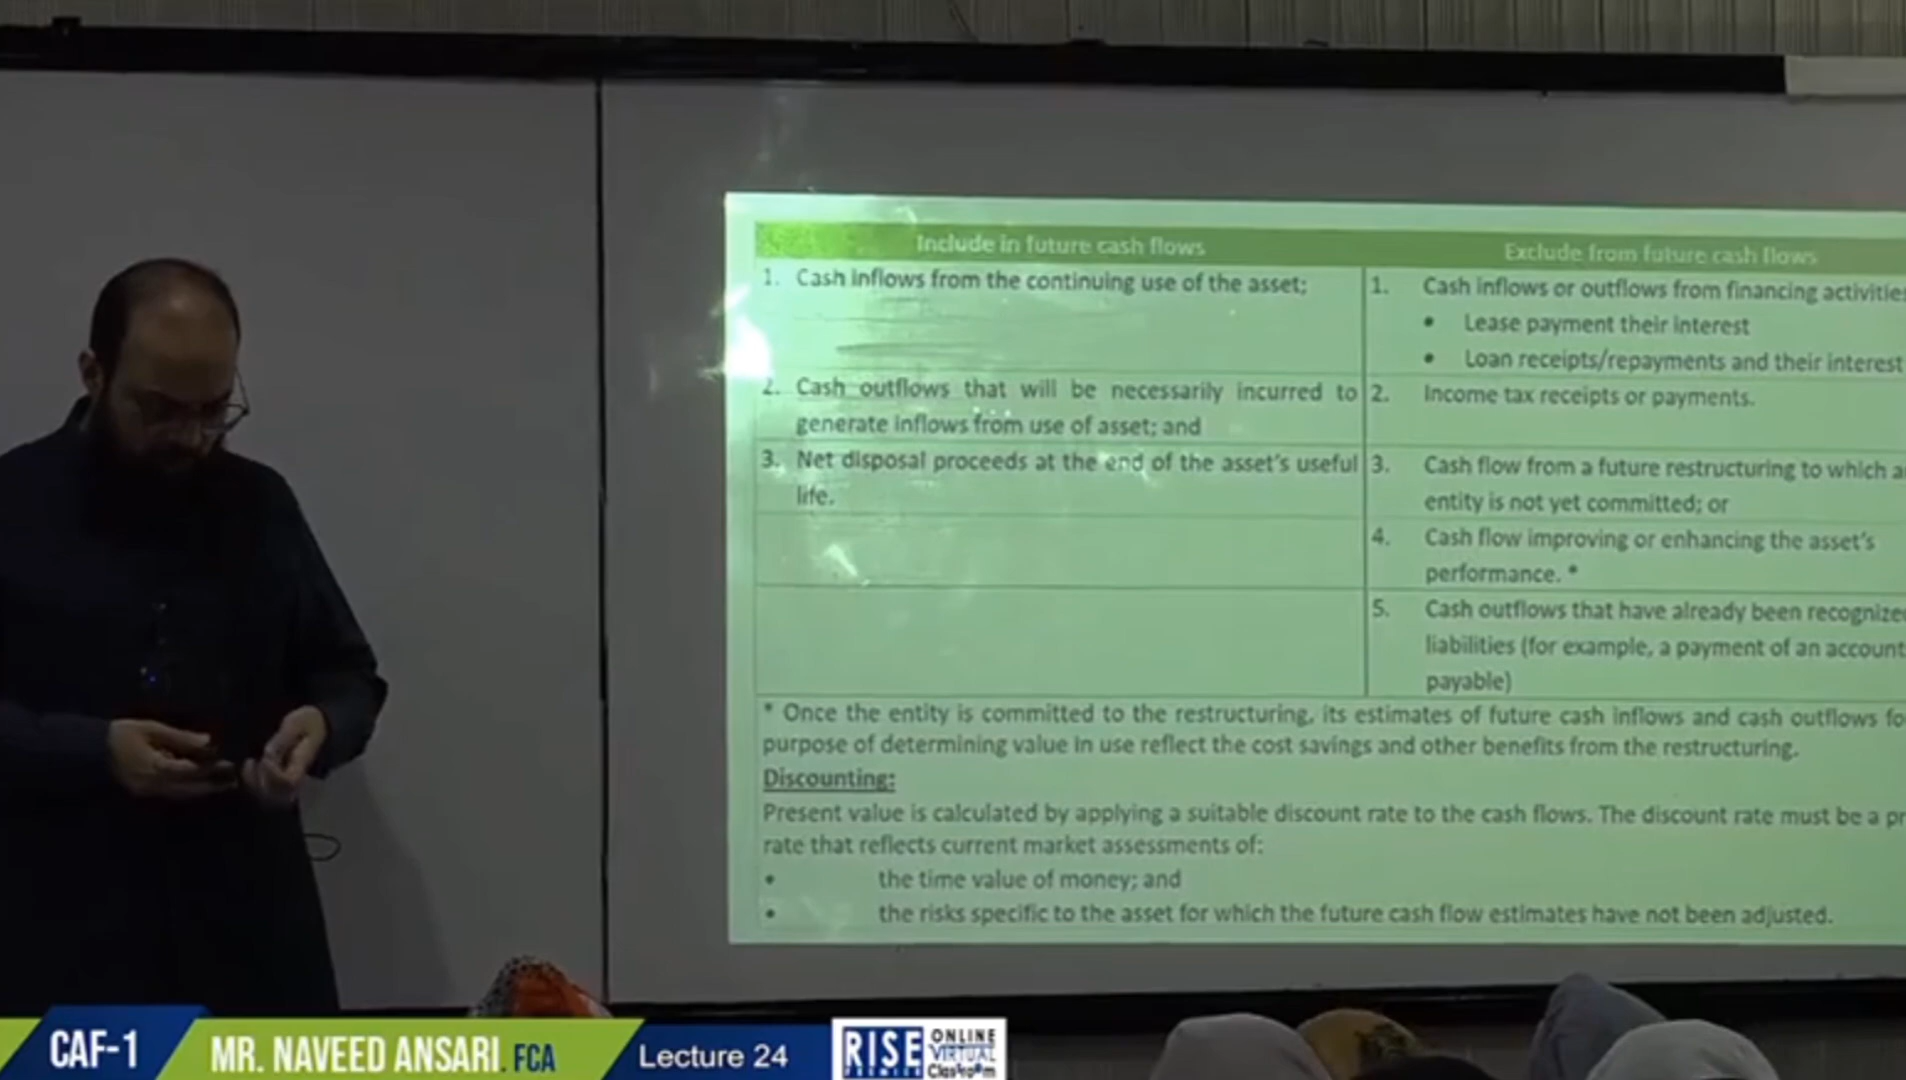 Include in future cash flows
Exclude from future cash flows
1. Cash inflows from the continuing use of the asset;
1. Cash inflows or outflows from financing activities
• Lease payment their interest
• Loan receipts/repayments and their interest
2. Cash outflows that will be necessarily incurred to
generate inflows from use of asset; and
2. Income tax receipts or payments.
3. Net disposal proceeds at the end of the asset's useful
life.
3. Cash flow from a future restructuring to which a
entity is not yet committed; or
4. Cash flow improving or enhancing the asset's
performance. *
5. Cash outflows that have already been recognize
liabilities (for example, a payment of an account
payable)
* Once the entity is committed to the restructuring, its estimates of future cash inflows and cash outflows fo
purpose of determining value in use reflect the cost savings and other benefits from the restructuring.
Discounting:
Present value is calculated by applying a suitable discount rate to the cash flows. The discount rate must be a pr
rate that reflects current market assessments of:
• the time value of money; and
• the risks specific to the asset for which the future cash flow estimates have not been adjusted.
CAF-1
MR. NAVEED ANSARI. FCA
Lecture 24
RISE
PREMIER
ONLINE
VIRTUAL
Classroom